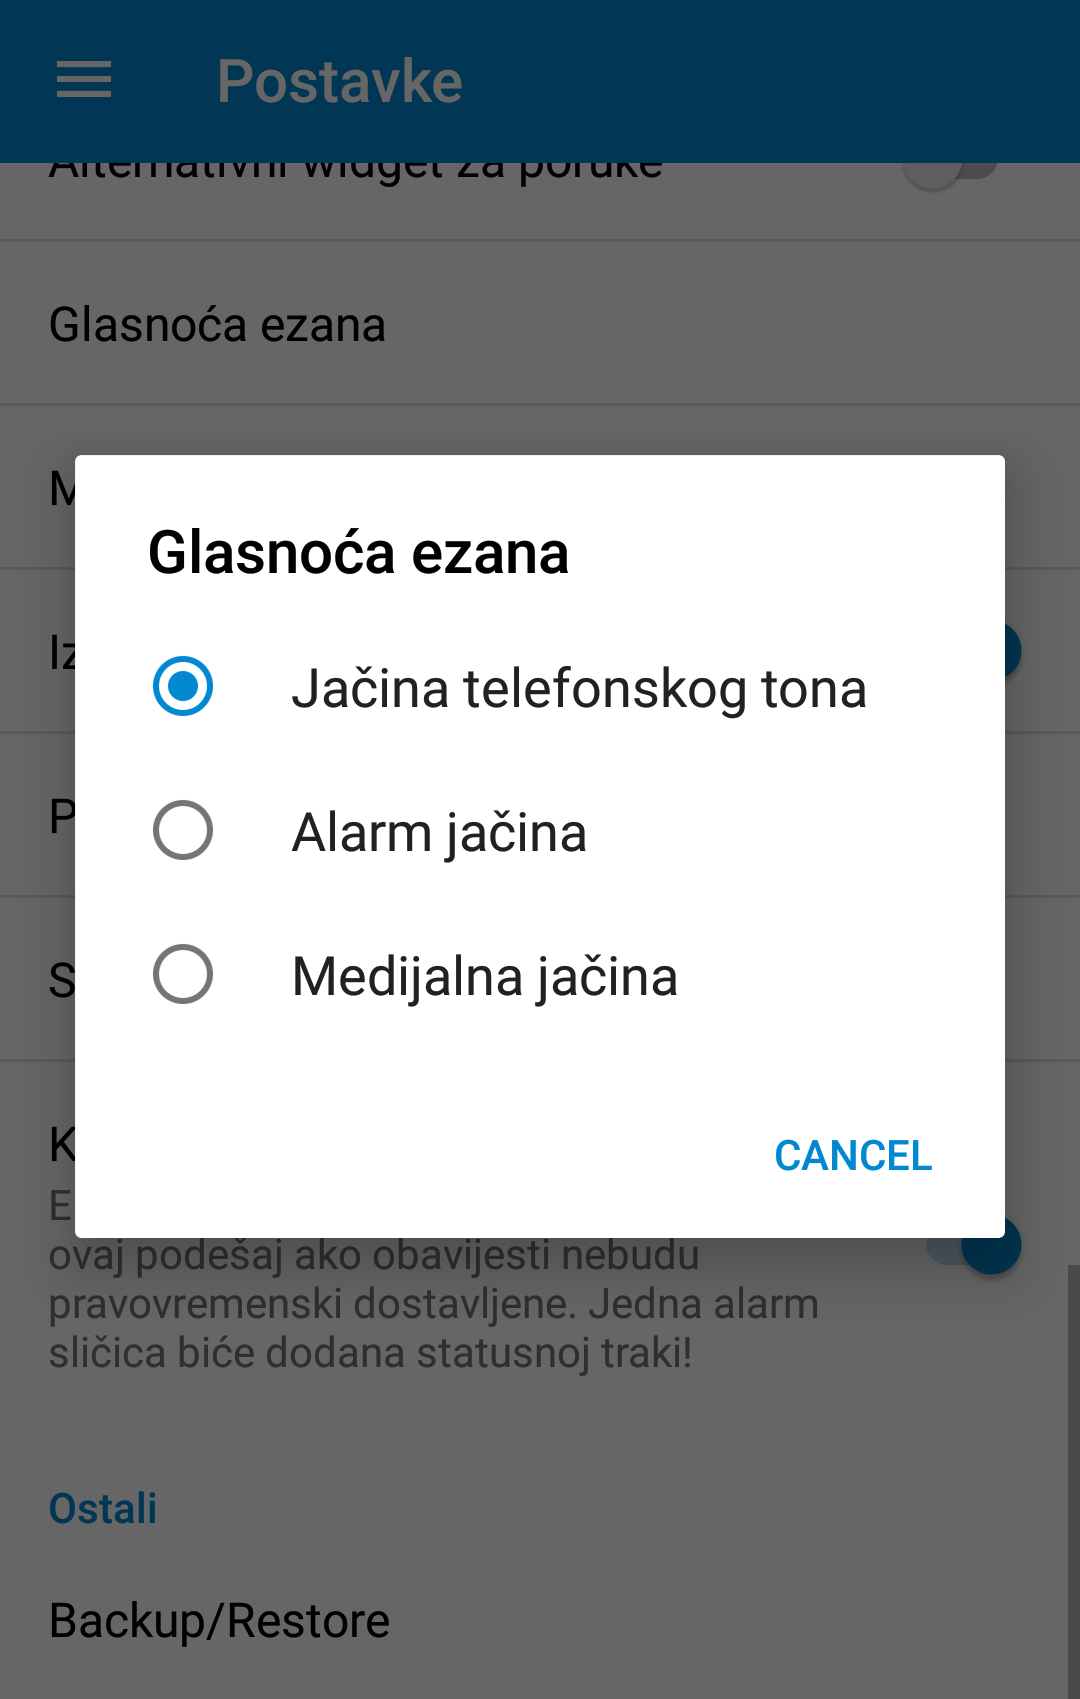 Postavke
Alternativni widget za poruke
Glasnoća ezana
Glasnoća ezana
Jačina telefonskog tona
Alarm jačina
Medijalna jačina
CANCEL
ovaj podešaj ako obavijesti nebudu
pravovremenski dostavljene. Jedna alarm
sličica biće dodana statusnoj traki!
Ostali
Backup/Restore